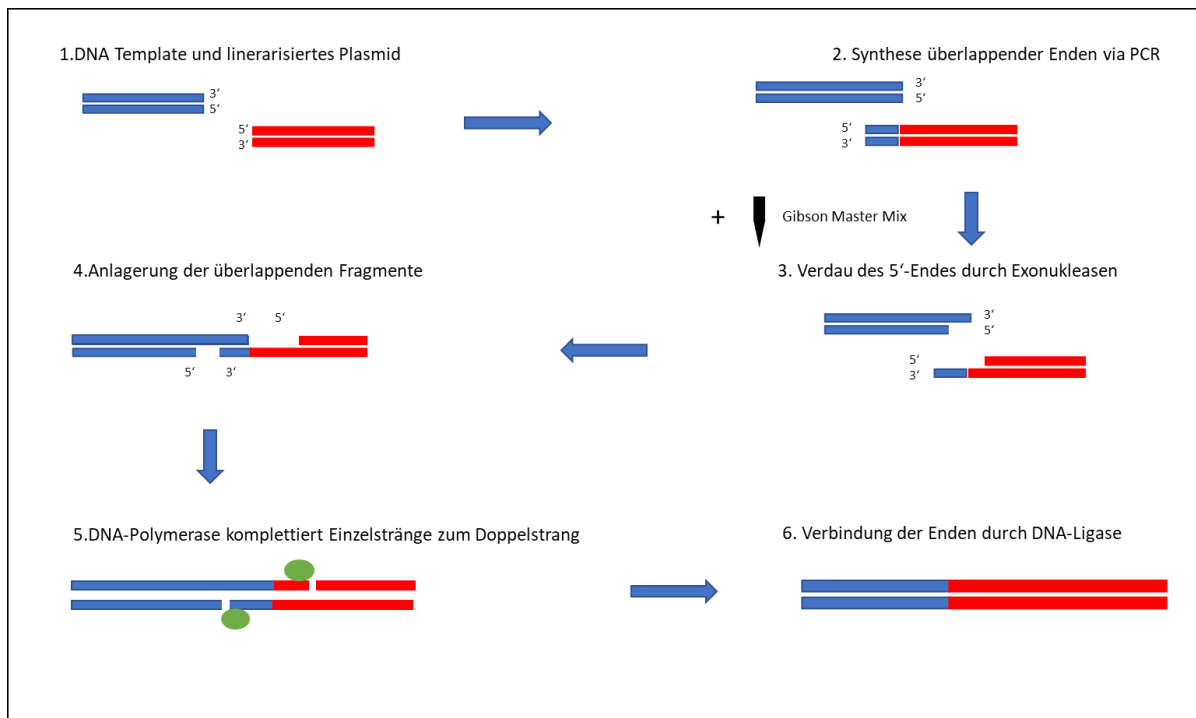 1.DNA Template und linerarisiertes Plasmid
3‘
5‘
5‘
3‘
2. Synthese überlappender Enden via PCR
3‘
5‘
5‘
3‘
+
Gibson Master Mix
3. Verdau des 5‘-Endes durch Exonukleasen
3‘
5‘
5‘
3‘
4.Anlagerung der überlappenden Fragmente
3‘ 5‘
5‘ 3‘
5.DNA-Polymerase komplettiert Einzelstränge zum Doppelstrang
6. Verbindung der Enden durch DNA-Ligase